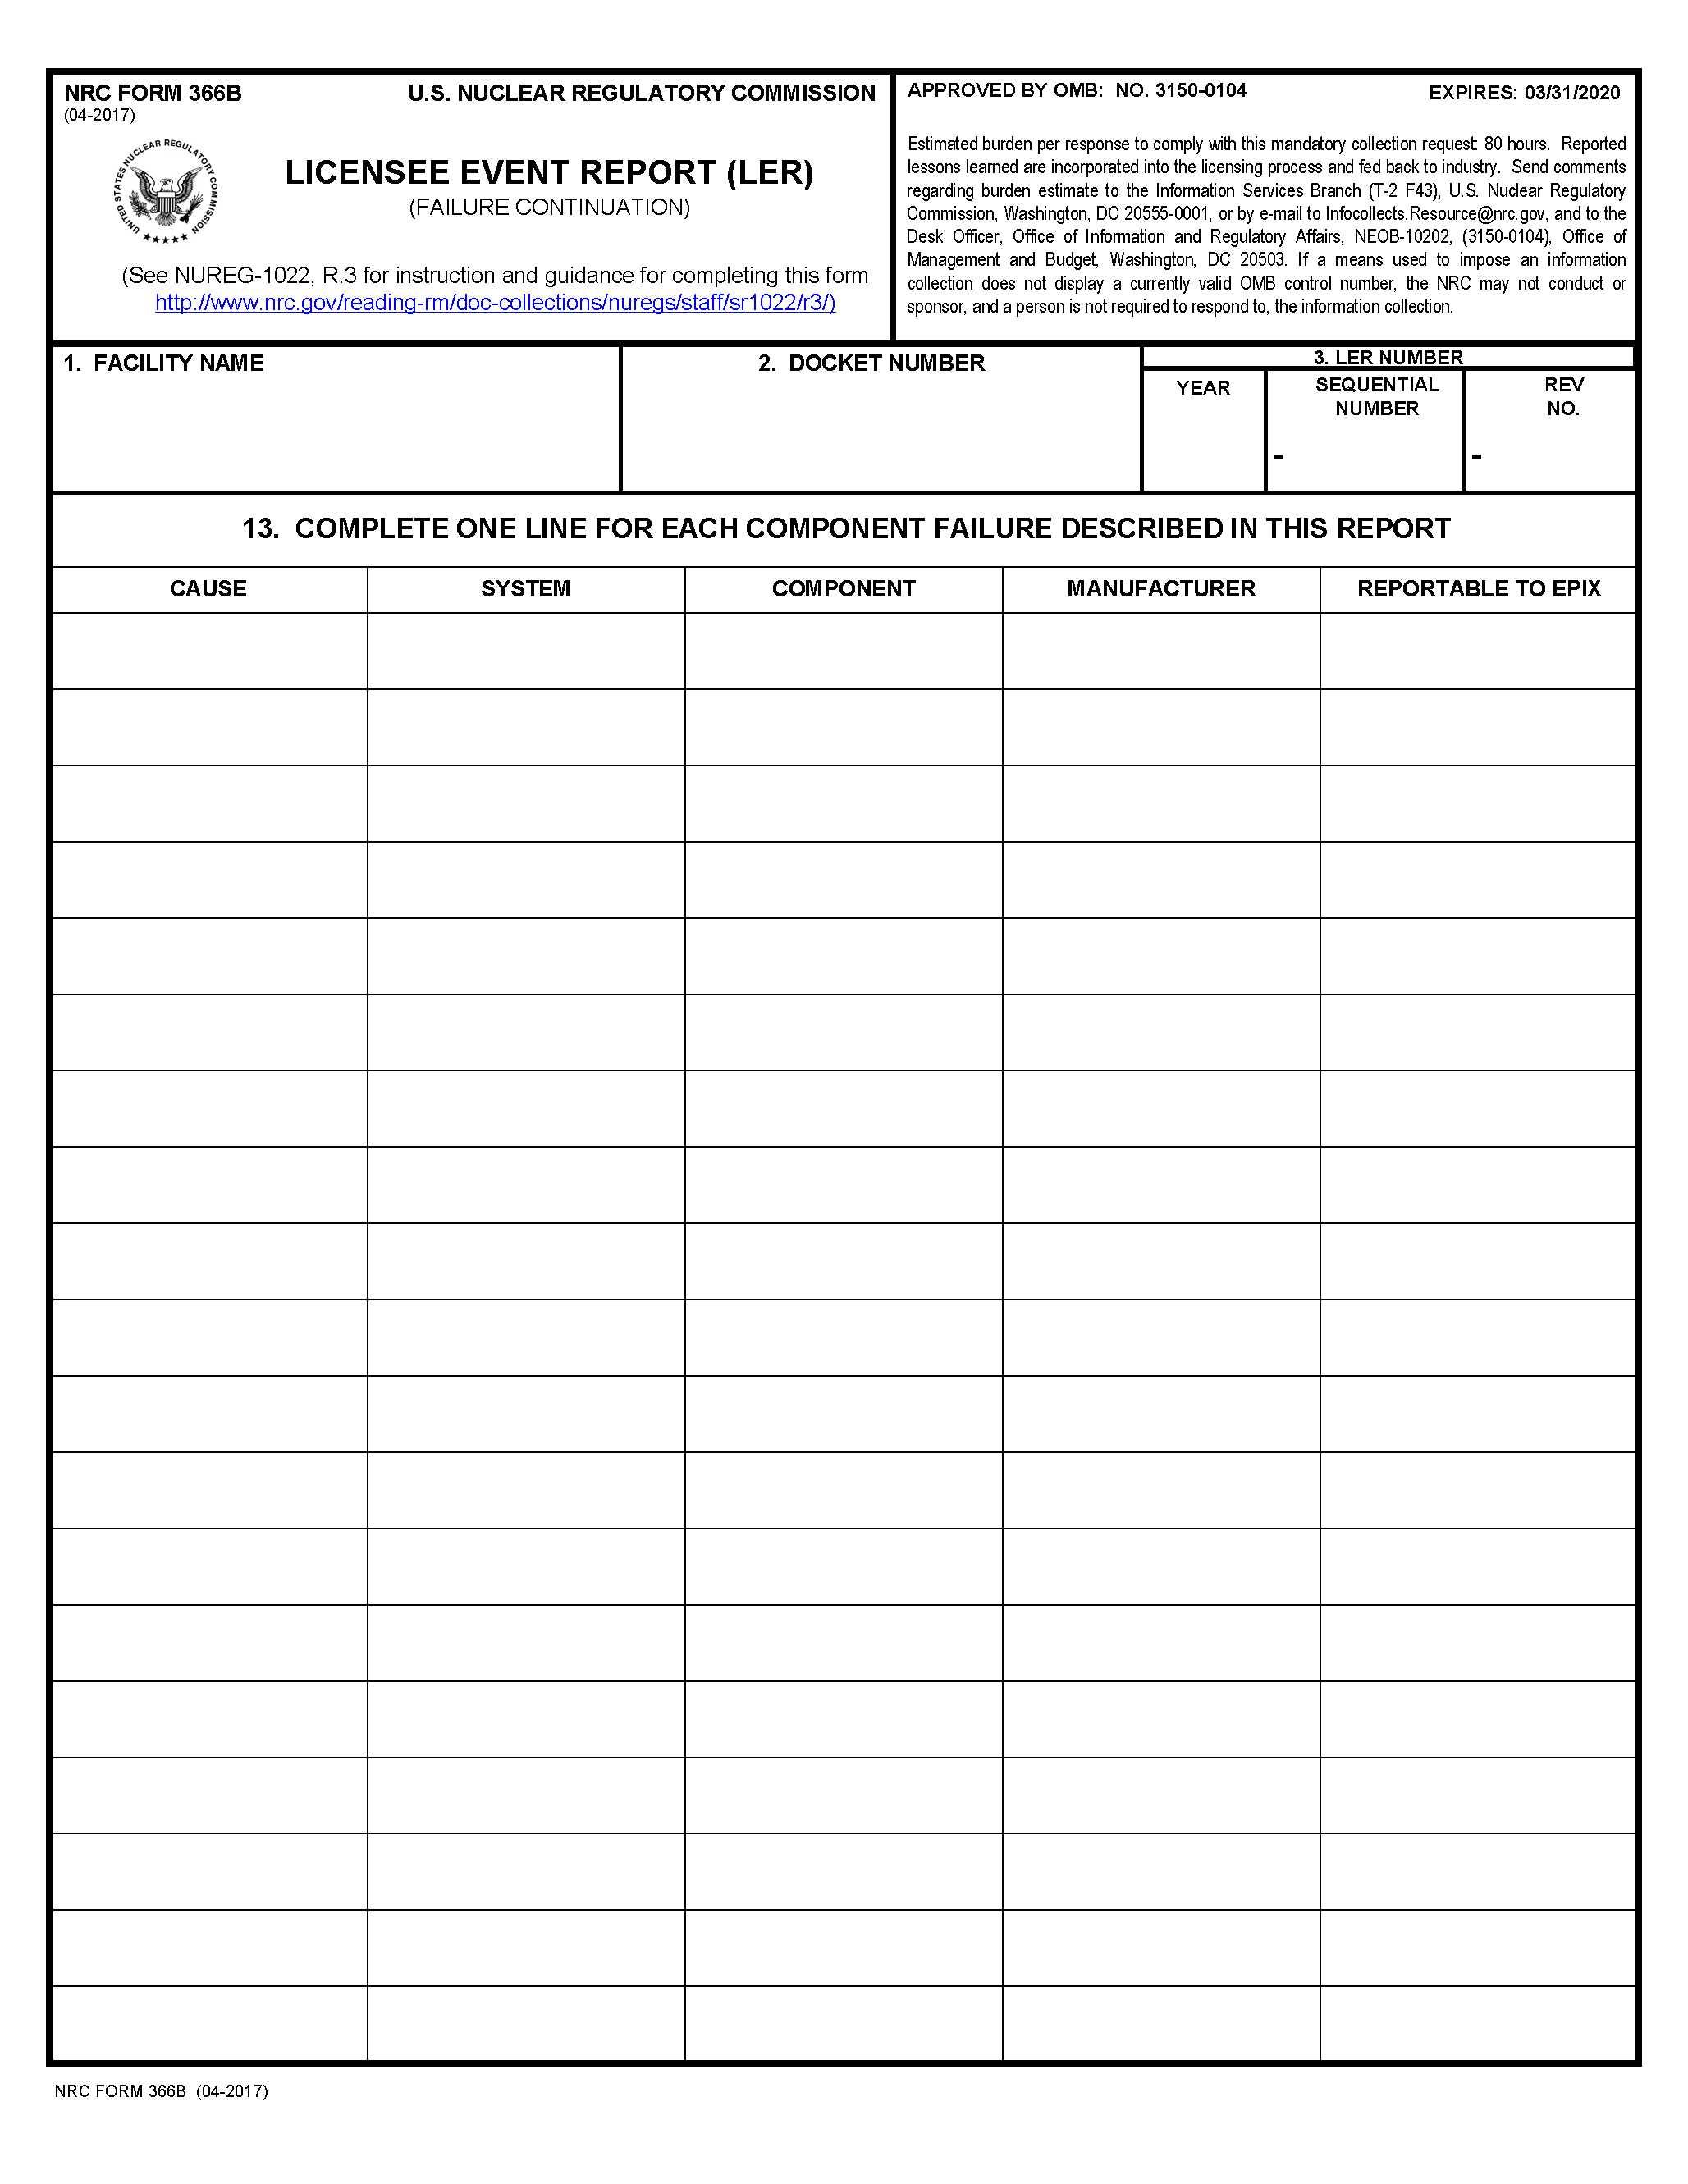 NRC FORM 366B
(04-2017)
U.S. NUCLEAR REGULATORY COMMISSION
UNITED STATES NUCLEAR REGULATORY COMMISSION
LICENSEE EVENT REPORT (LER)
(FAILURE CONTINUATION)
(See NUREG-1022, R.3 for instruction and guidance for completing this form
http://www.nrc.gov/reading-rm/doc-collections/nuregs/staff/sr1022/r3/)
APPROVED BY OMB:  NO. 3150-0104
EXPIRES: 03/31/2020
Estimated burden per response to comply with this mandatory collection request: 80 hours.  Reported
lessons learned are incorporated into the licensing process and fed back to industry.  Send comments
regarding burden estimate to the Information Services Branch (T-2 F43), U.S. Nuclear Regulatory
Commission, Washington, DC 20555-0001, or by e-mail to Infocollects.Resource@nrc.gov, and to the
Desk Officer, Office of Information and Regulatory Affairs, NEOB-10202, (3150-0104), Office of
Management and Budget, Washington, DC 20503. If a means used to impose an information
collection does not display a currently valid OMB control number, the NRC may not conduct or
sponsor, and a person is not required to respond to, the information collection.
1.  FACILITY NAME
2.  DOCKET NUMBER
3. LER NUMBER
YEAR
SEQUENTIAL
NUMBER
REV
NO.
-
-
13.  COMPLETE ONE LINE FOR EACH COMPONENT FAILURE DESCRIBED IN THIS REPORT
CAUSE
SYSTEM
COMPONENT
MANUFACTURER
REPORTABLE TO EPIX
NRC FORM 366B  (04-2017)